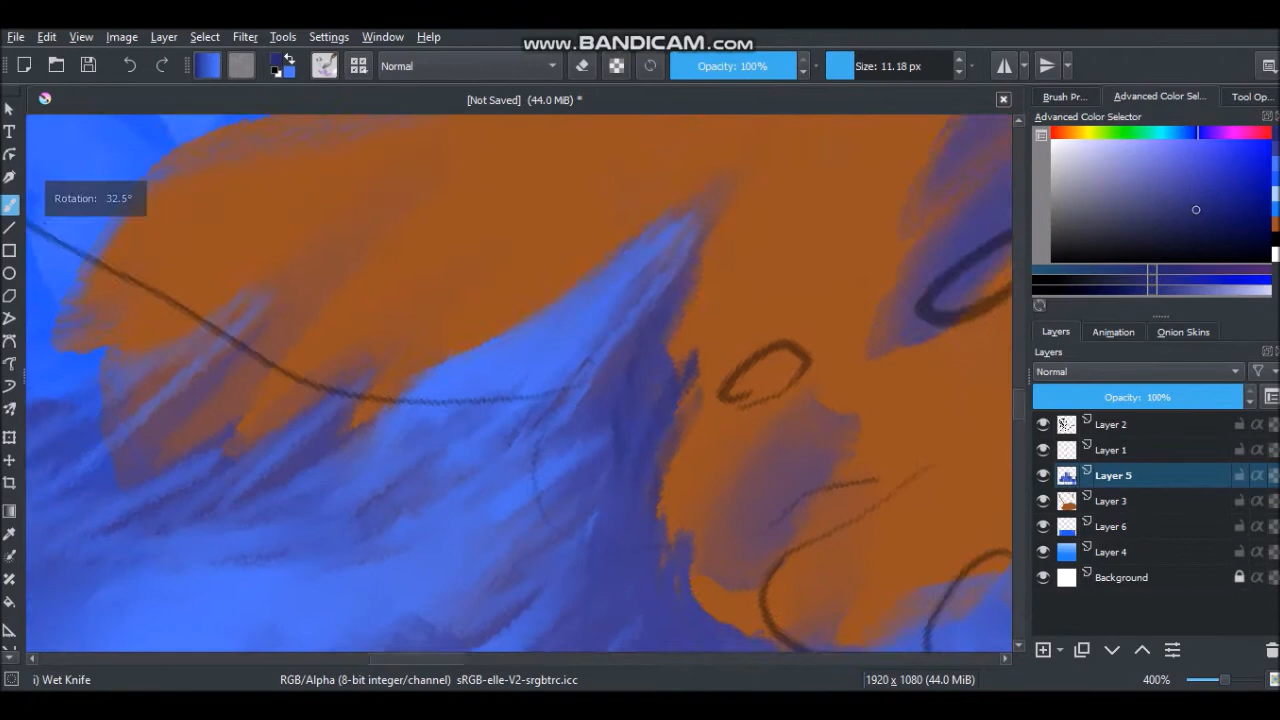 www.BANDICAM.com
File Edit View Image Layer Select Filter Tools Settings Window Help
Normal Opacity: 100% Size: 11.18 px
[Not Saved] (44.0 MiB) *
Brush Pr... Advanced Color Sel... Tool Op...
Advanced Color Selector
Rotation: 32.5°
Layers Animation Onion Skins
Layers
Normal
Opacity: 100%
Layer 2
Layer 1
Layer 5
Layer 3
Layer 6
Layer 4
Background
i) Wet Knife RGB/Alpha (8-bit integer/channel) sRGB-elle-V2-srgbtrc.icc 1920 x 1080 (44.0 MiB) 400%